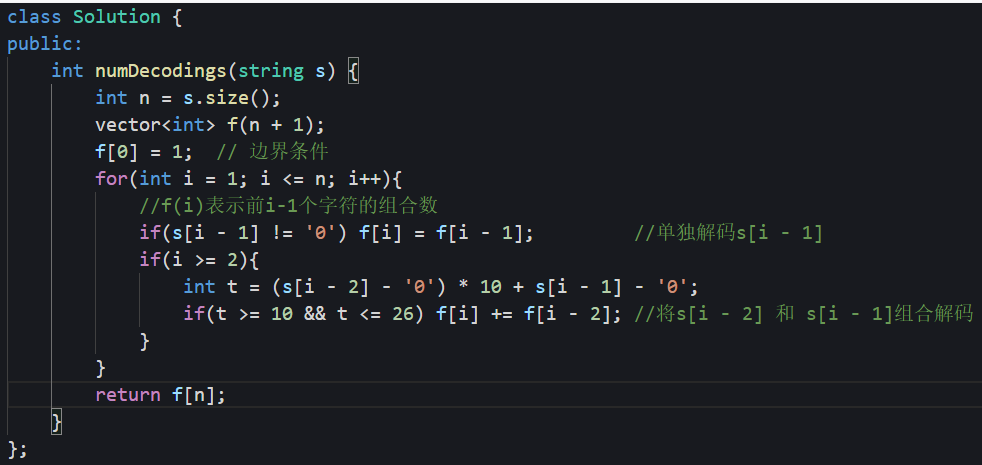 class Solution {
public:
    int numDecodings(string s) {
        int n = s.size();
        vector<int> f(n + 1);
        f[0] = 1;  // 边界条件
        for(int i = 1; i <= n; i++){
            //f(i)表示前i-1个字符的组合数
            if(s[i - 1] != '0') f[i] = f[i - 1];         //单独解码s[i - 1]
            if(i >= 2){
                int t = (s[i - 2] - '0') * 10 + s[i - 1] - '0';
                if(t >= 10 && t <= 26) f[i] += f[i - 2]; //将s[i - 2] 和 s[i - 1]组合解码
            }
        }
        return f[n];
    }
};